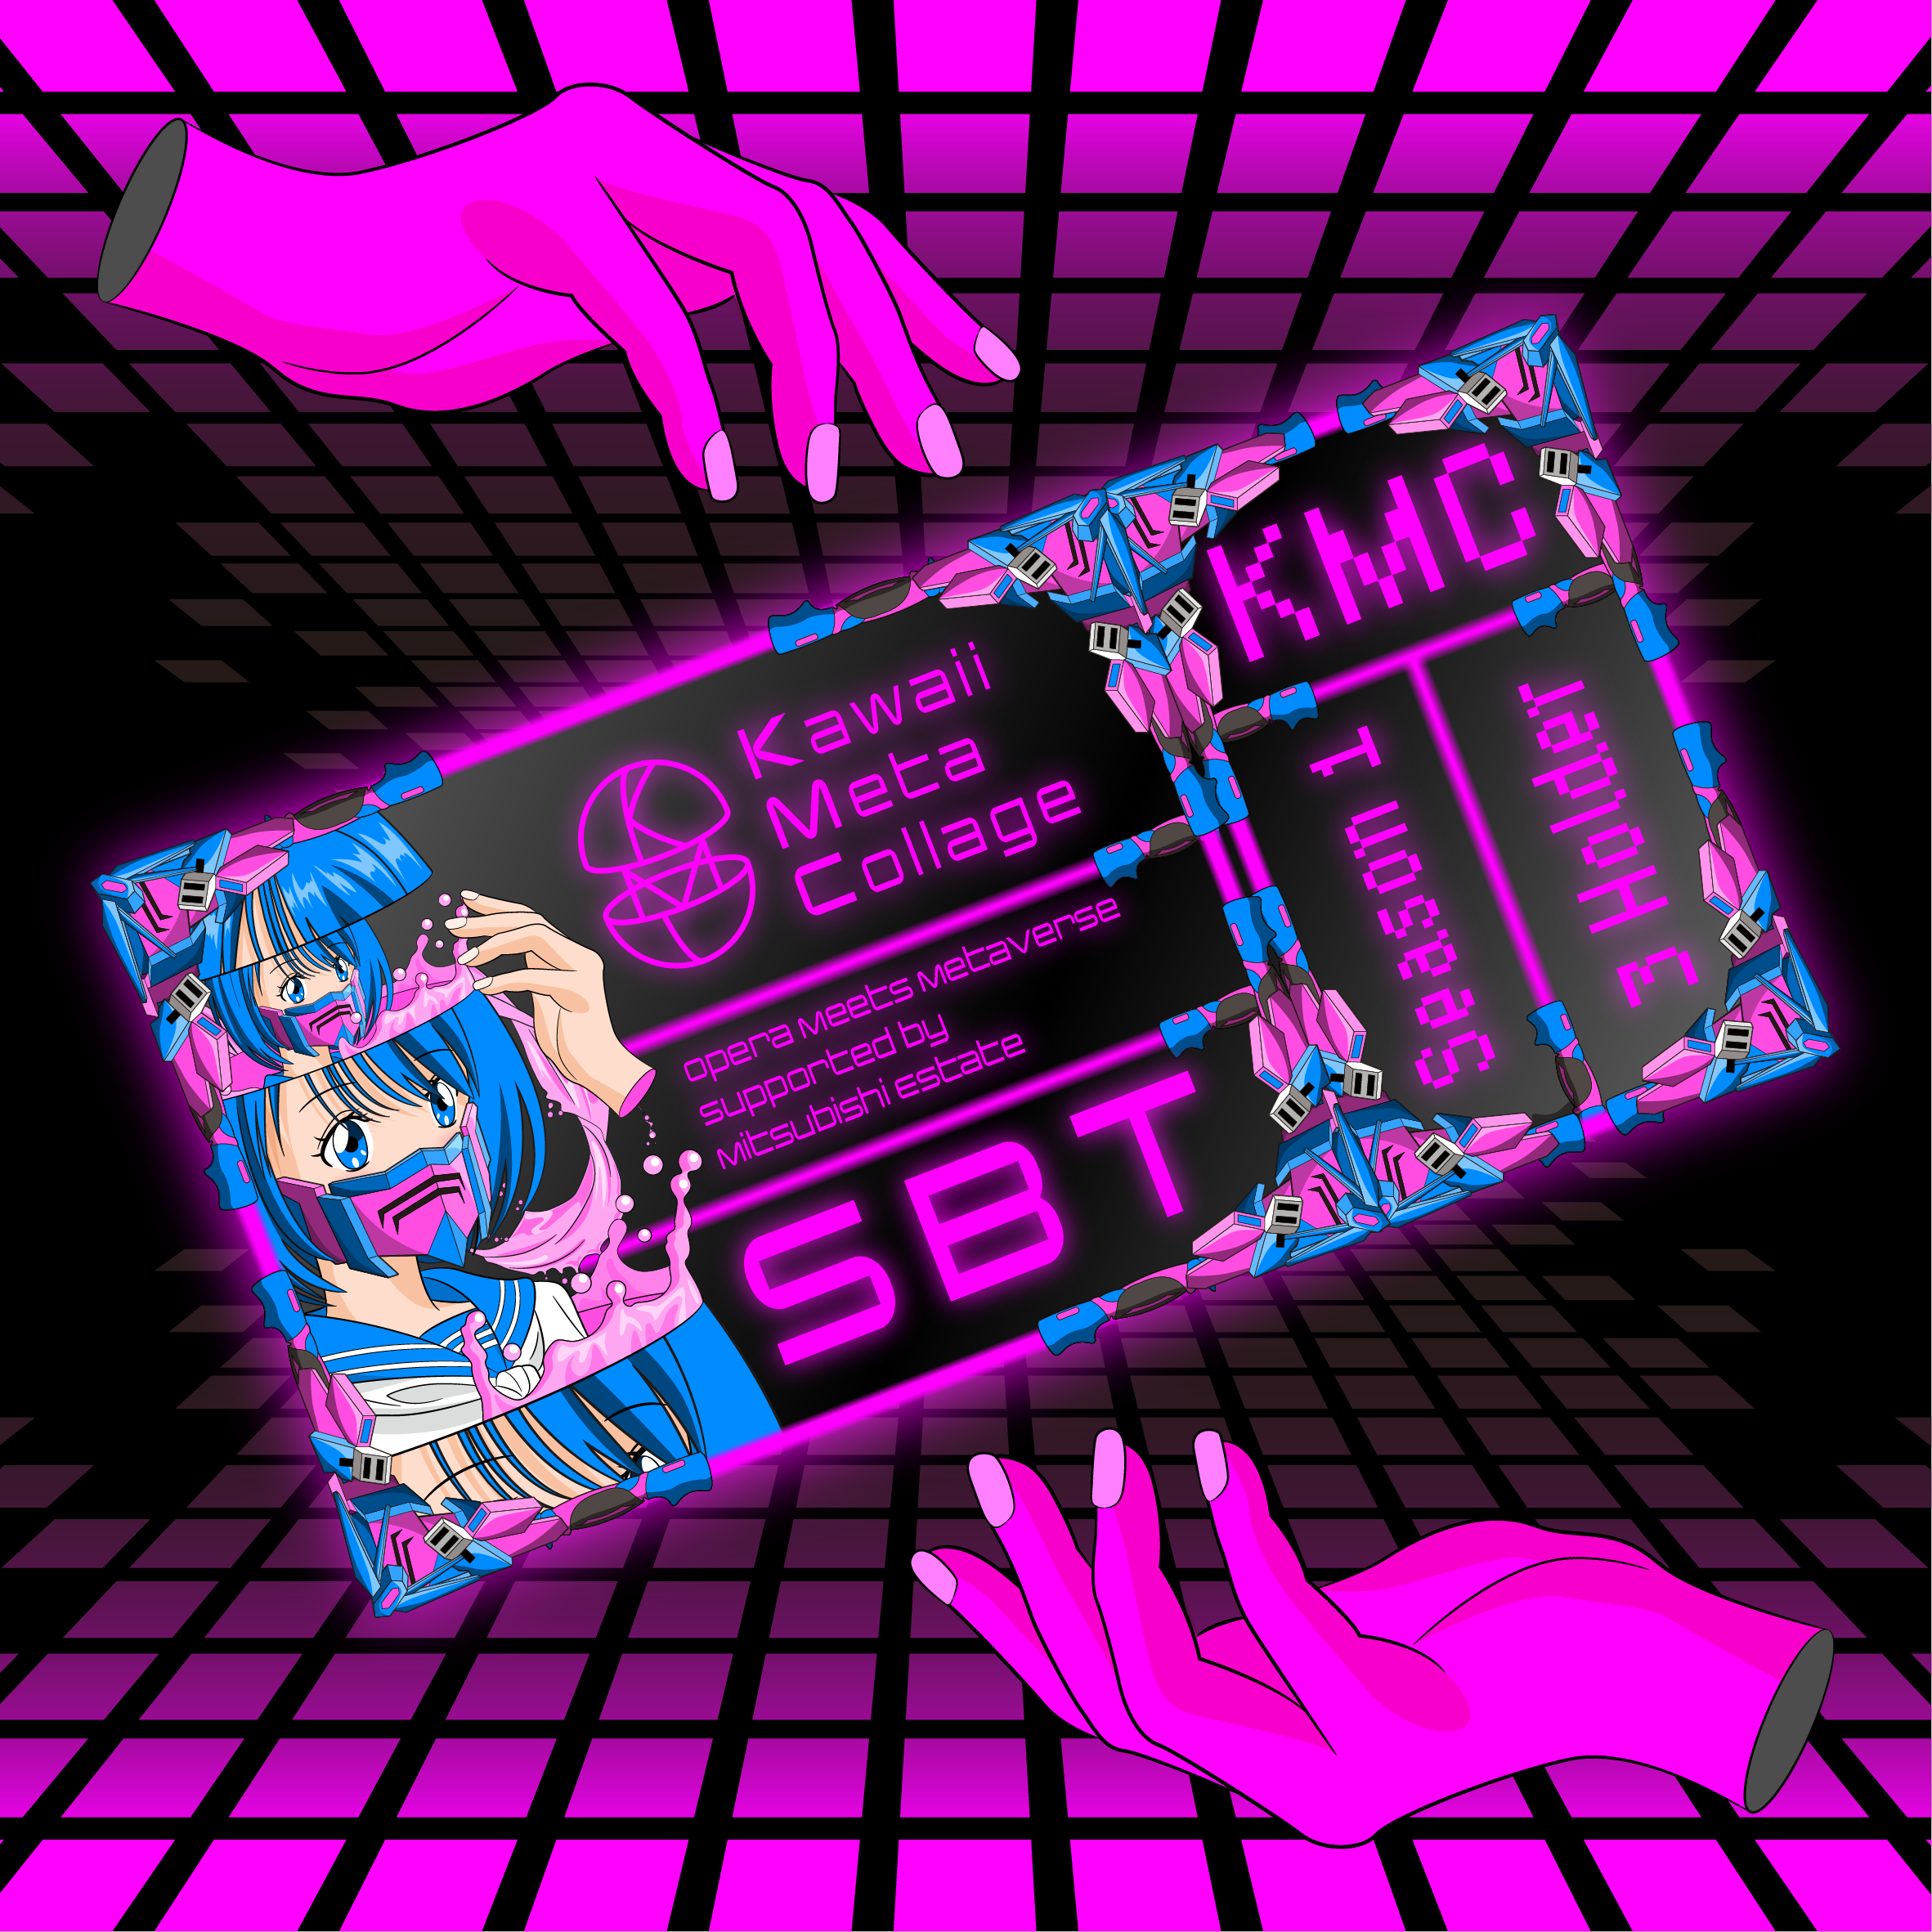 Kawaii
Meta
Collage
opera meets metaverse
supported by
mitsubishi estate
SBT
KMC
Season 1
Holder